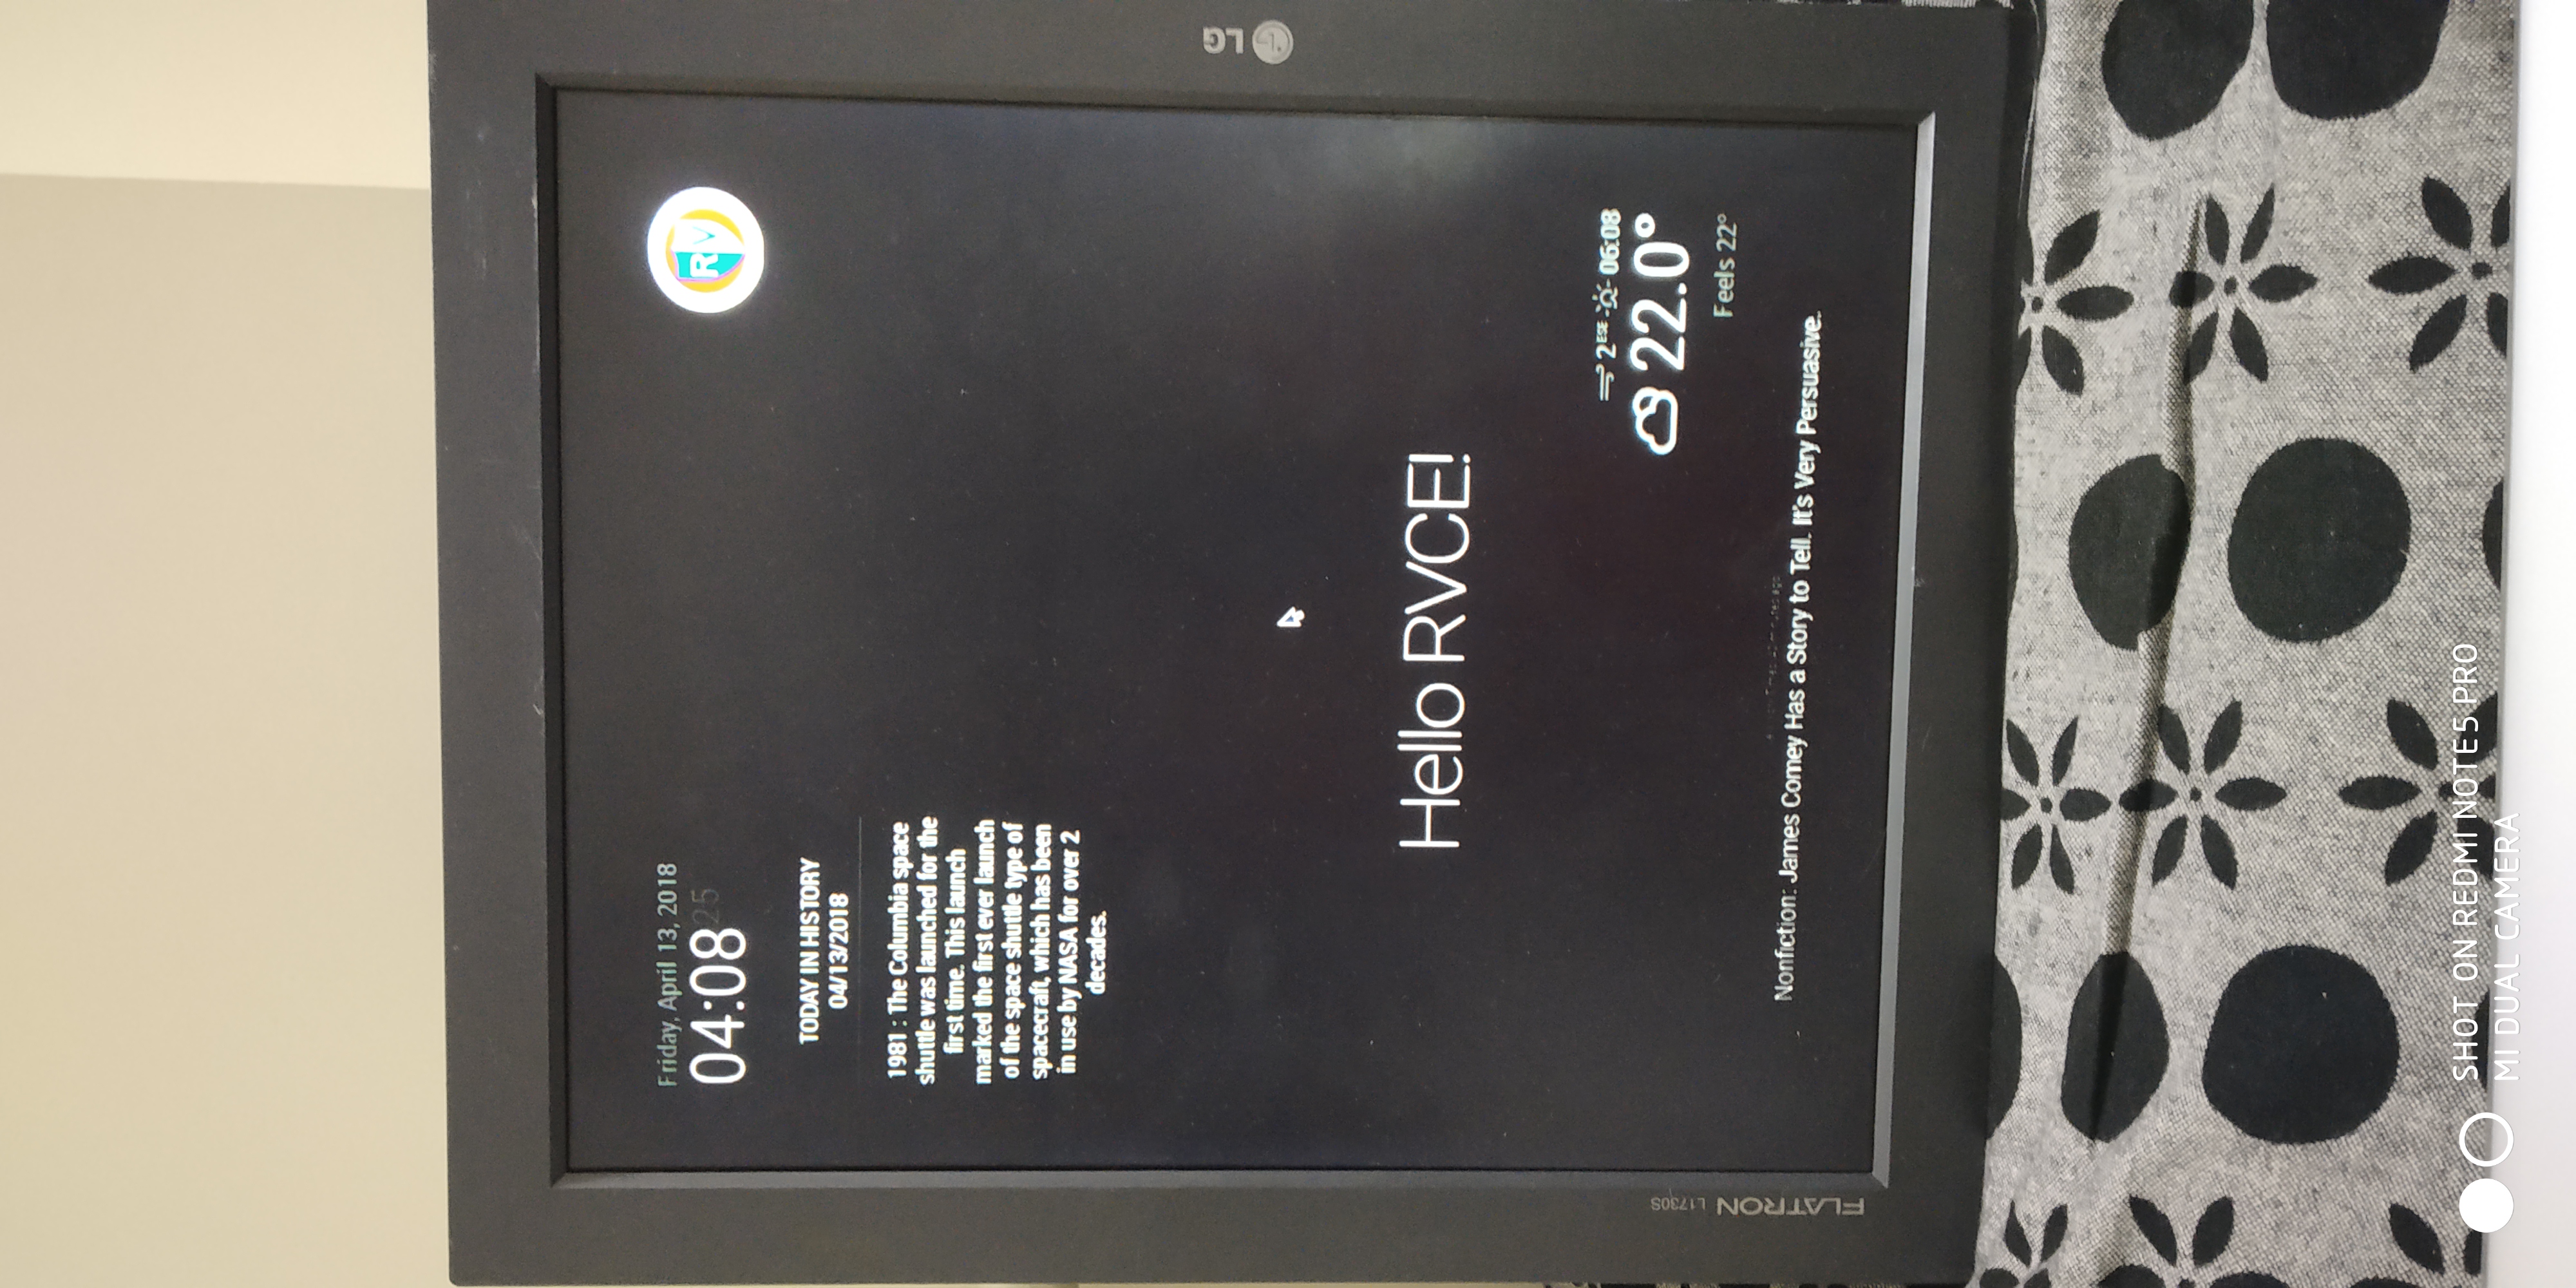 Friday, April 13, 2018
04:08 25
RV
TODAY IN HISTORY
04/13/2018
1981 : The Columbia space
shuttle was launched for the
first time. This launch
marked the first ever launch
of the space shuttle type of
spacecraft, which has been
in use by NASA for over 2
decades.
LG
Hello RVCE!
2 ESE 06:08
22.0°
Feels 22°
Nonfiction: James Comey Has a Story to Tell. It's Very Persuasive.
FLATRON L1730S
SHOT ON REDMI NOTE5 PRO
MI DUAL CAMERA